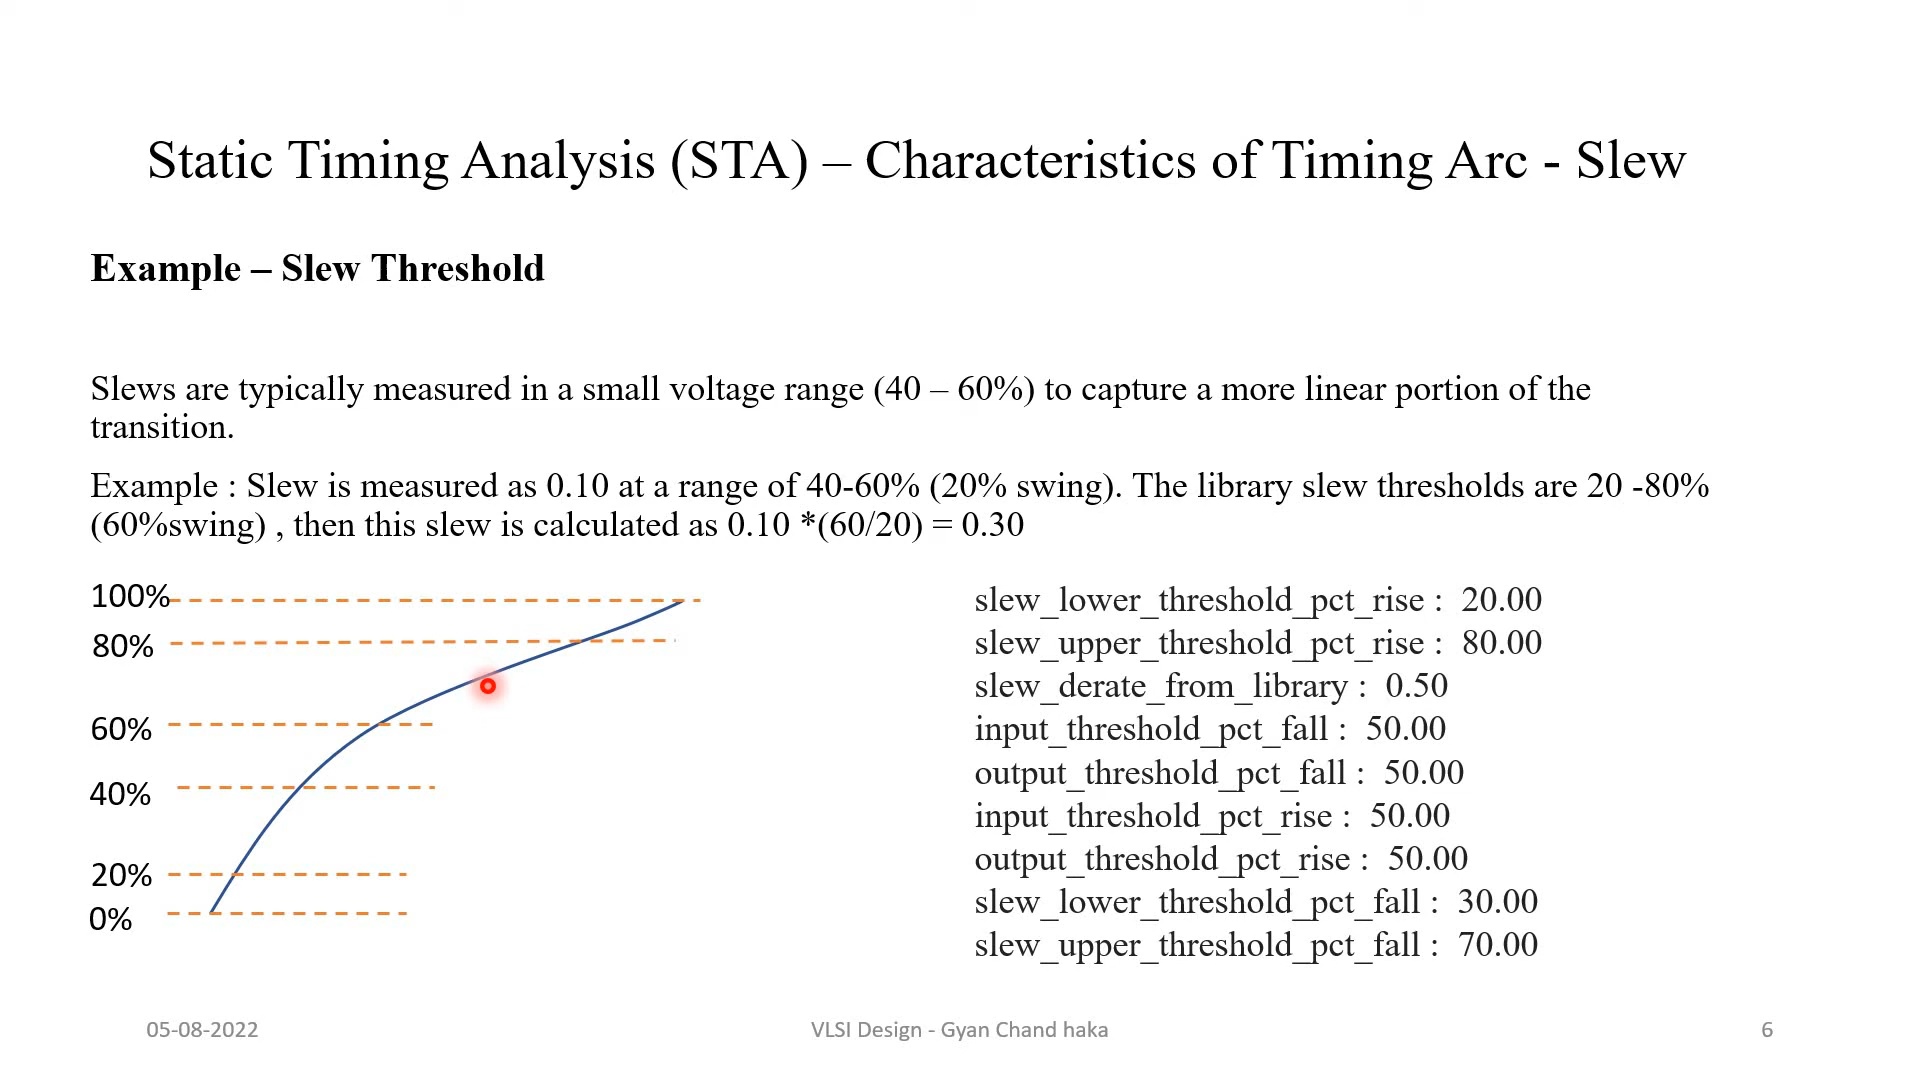 Static Timing Analysis (STA) – Characteristics of Timing Arc - Slew
Example – Slew Threshold
Slews are typically measured in a small voltage range (40 – 60%) to capture a more linear portion of the
transition.
Example : Slew is measured as 0.10 at a range of 40-60% (20% swing). The library slew thresholds are 20 -80%
(60%swing) , then this slew is calculated as 0.10 *(60/20) = 0.30
100%
80%
60%
40%
20%
0%
slew_lower_threshold_pct_rise : 20.00
slew_upper_threshold_pct_rise : 80.00
slew_derate_from_library : 0.50
input_threshold_pct_fall : 50.00
output_threshold_pct_fall : 50.00
input_threshold_pct_rise : 50.00
output_threshold_pct_rise : 50.00
slew_lower_threshold_pct_fall : 30.00
slew_upper_threshold_pct_fall : 70.00
05-08-2022
VLSI Design - Gyan Chand haka
6